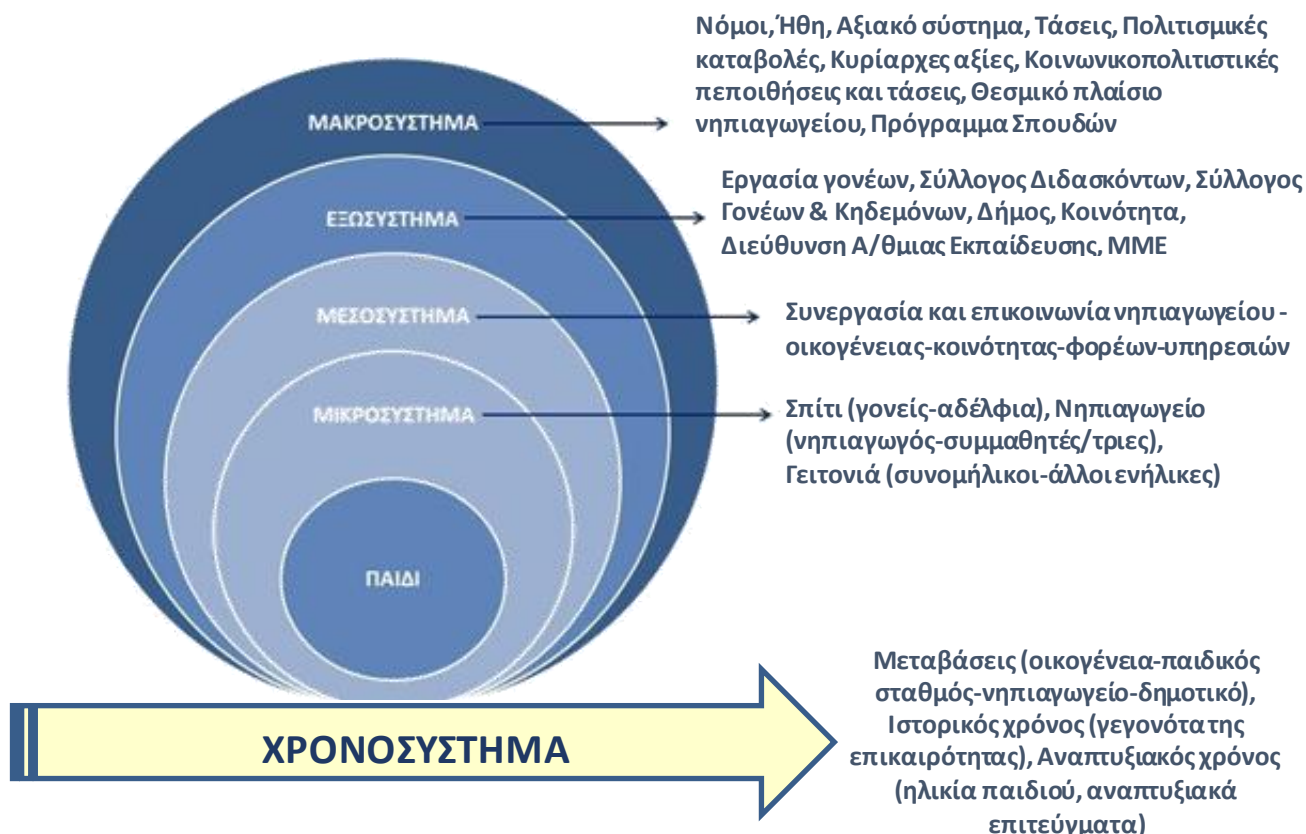 Νόμοι, Ήθη, Αξιακό σύστημα, Τάσεις, Πολιτισμικές
καταβολές, Κυρίαρχες αξίες, Κοινωνικοπολιτιστικές
πεποιθήσεις και τάσεις, Θεσμικό πλαίσιο
νηπιαγωγείου, Πρόγραμμα Σπουδών
ΜΑΚΡΟΣΥΣΤΗΜΑ
Εργασία γονέων, Σύλλογος Διδασκόντων, Σύλλογος
Γονέων & Κηδεμόνων, Δήμος, Κοινότητα,
Διεύθυνση Α/θμιας Εκπαίδευσης, ΜΜΕ
ΕΞΩΣΥΣΤΗΜΑ
Συνεργασία και επικοινωνία νηπιαγωγείου -
οικογένειας-κοινότητας-φορέων-υπηρεσιών
ΜΕΣΟΣΥΣΤΗΜΑ
Σπίτι (γονείς-αδέλφια), Νηπιαγωγείο
(νηπιαγωγός-συμμαθητές/τριες),
Γειτονιά (συνομήλικοι-άλλοι ενήλικες)
ΜΙΚΡΟΣΥΣΤΗΜΑ
ΠΑΙΔΙ
Μεταβάσεις (οικογένεια-παιδικός
σταθμός-νηπιαγωγείο-δημοτικό),
Ιστορικός χρόνος (γεγονότα της
επικαιρότητας), Αναπτυξιακός χρόνος
(ηλικία παιδιού, αναπτυξιακά
επιτεύγματα)
ΧΡΟΝΟΣΥΣΤΗΜΑ